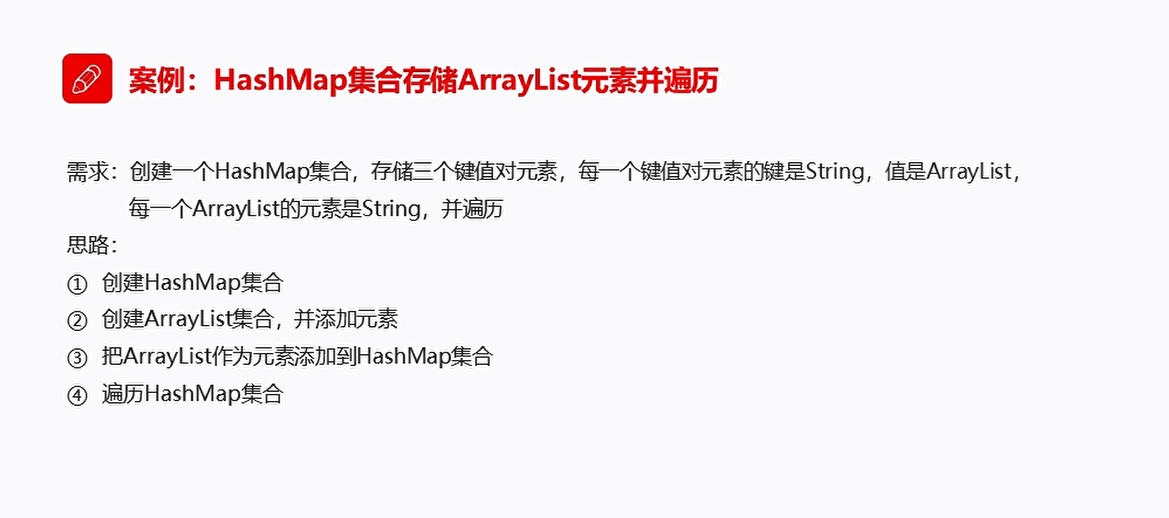 案例：HashMap集合存储ArrayList元素并遍历
需求：创建一个HashMap集合，存储三个键值对元素，每一个键值对元素的键是String，值是ArrayList，
每一个ArrayList的元素是String，并遍历
思路：
① 创建HashMap集合
② 创建ArrayList集合，并添加元素
③ 把ArrayList作为元素添加到HashMap集合
④ 遍历HashMap集合